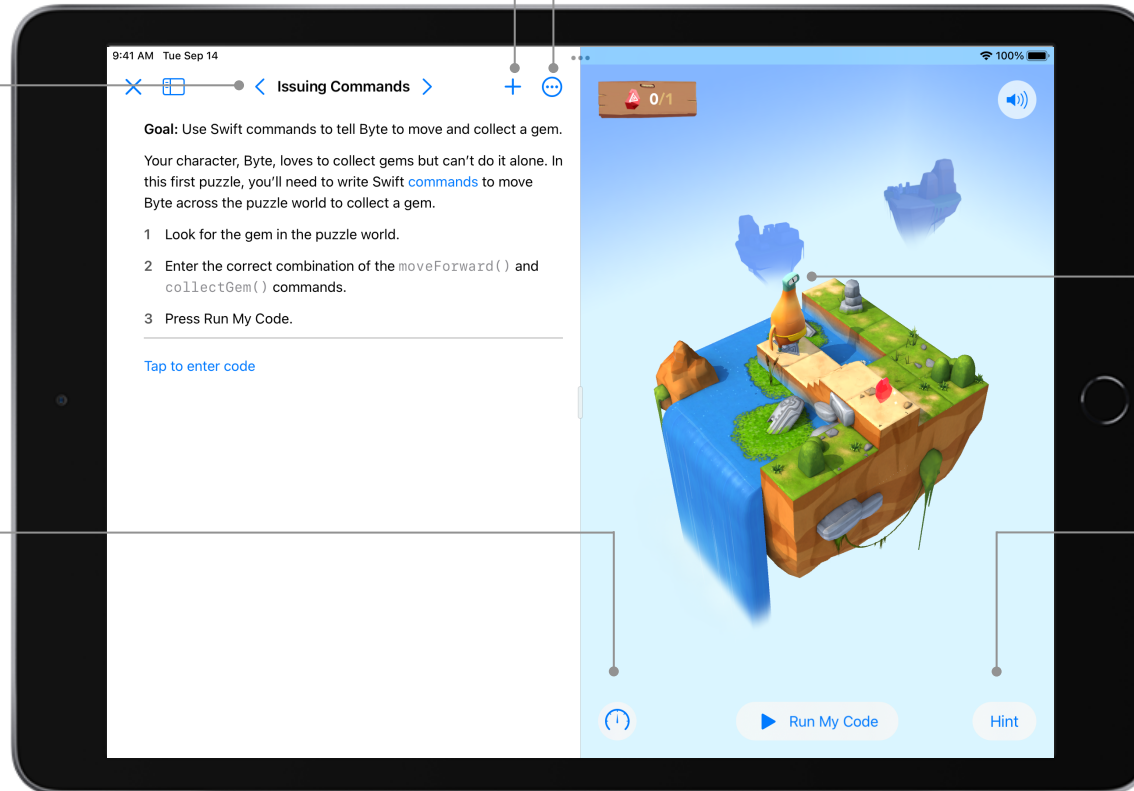 9:41 AM Tue Sep 14
100%
Issuing Commands
0/1
Goal: Use Swift commands to tell Byte to move and collect a gem.
Your character, Byte, loves to collect gems but can’t do it alone. In
this first puzzle, you’ll need to write Swift commands to move
Byte across the puzzle world to collect a gem.
1 Look for the gem in the puzzle world.
2 Enter the correct combination of the moveForward() and
collectGem() commands.
3 Press Run My Code.
Tap to enter code
Run My Code
Hint